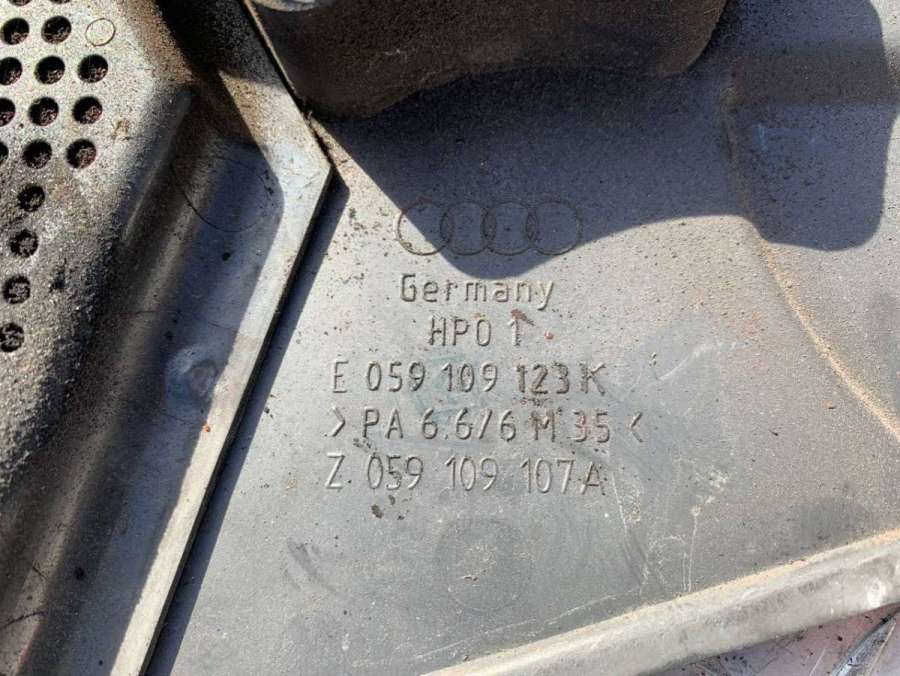 Germany
HPO 1
E 059 109 123 K
>PA 6.6/6 M 35<
Z 059 109 107 A